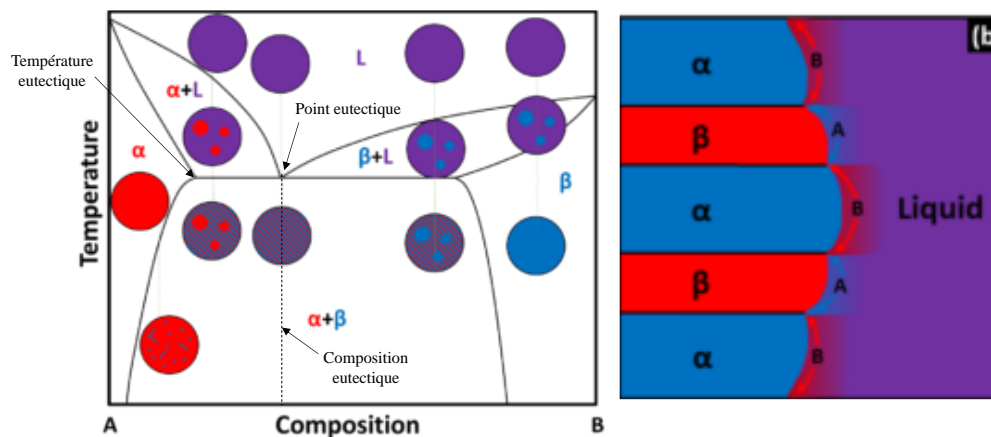 Température
eutectique
L
α+L
Point eutectique
α
β+L
β
Temperature
α+β
Composition
eutectique
A
Composition
B
(b
α
B
β
A
α
B
Liquid
β
A
α
B